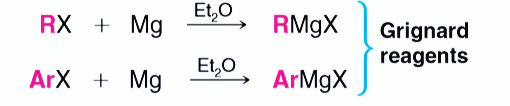 RX + Mg Et₂O → RMgX
ArX + Mg Et₂O → ArMgX
Grignard
reagents